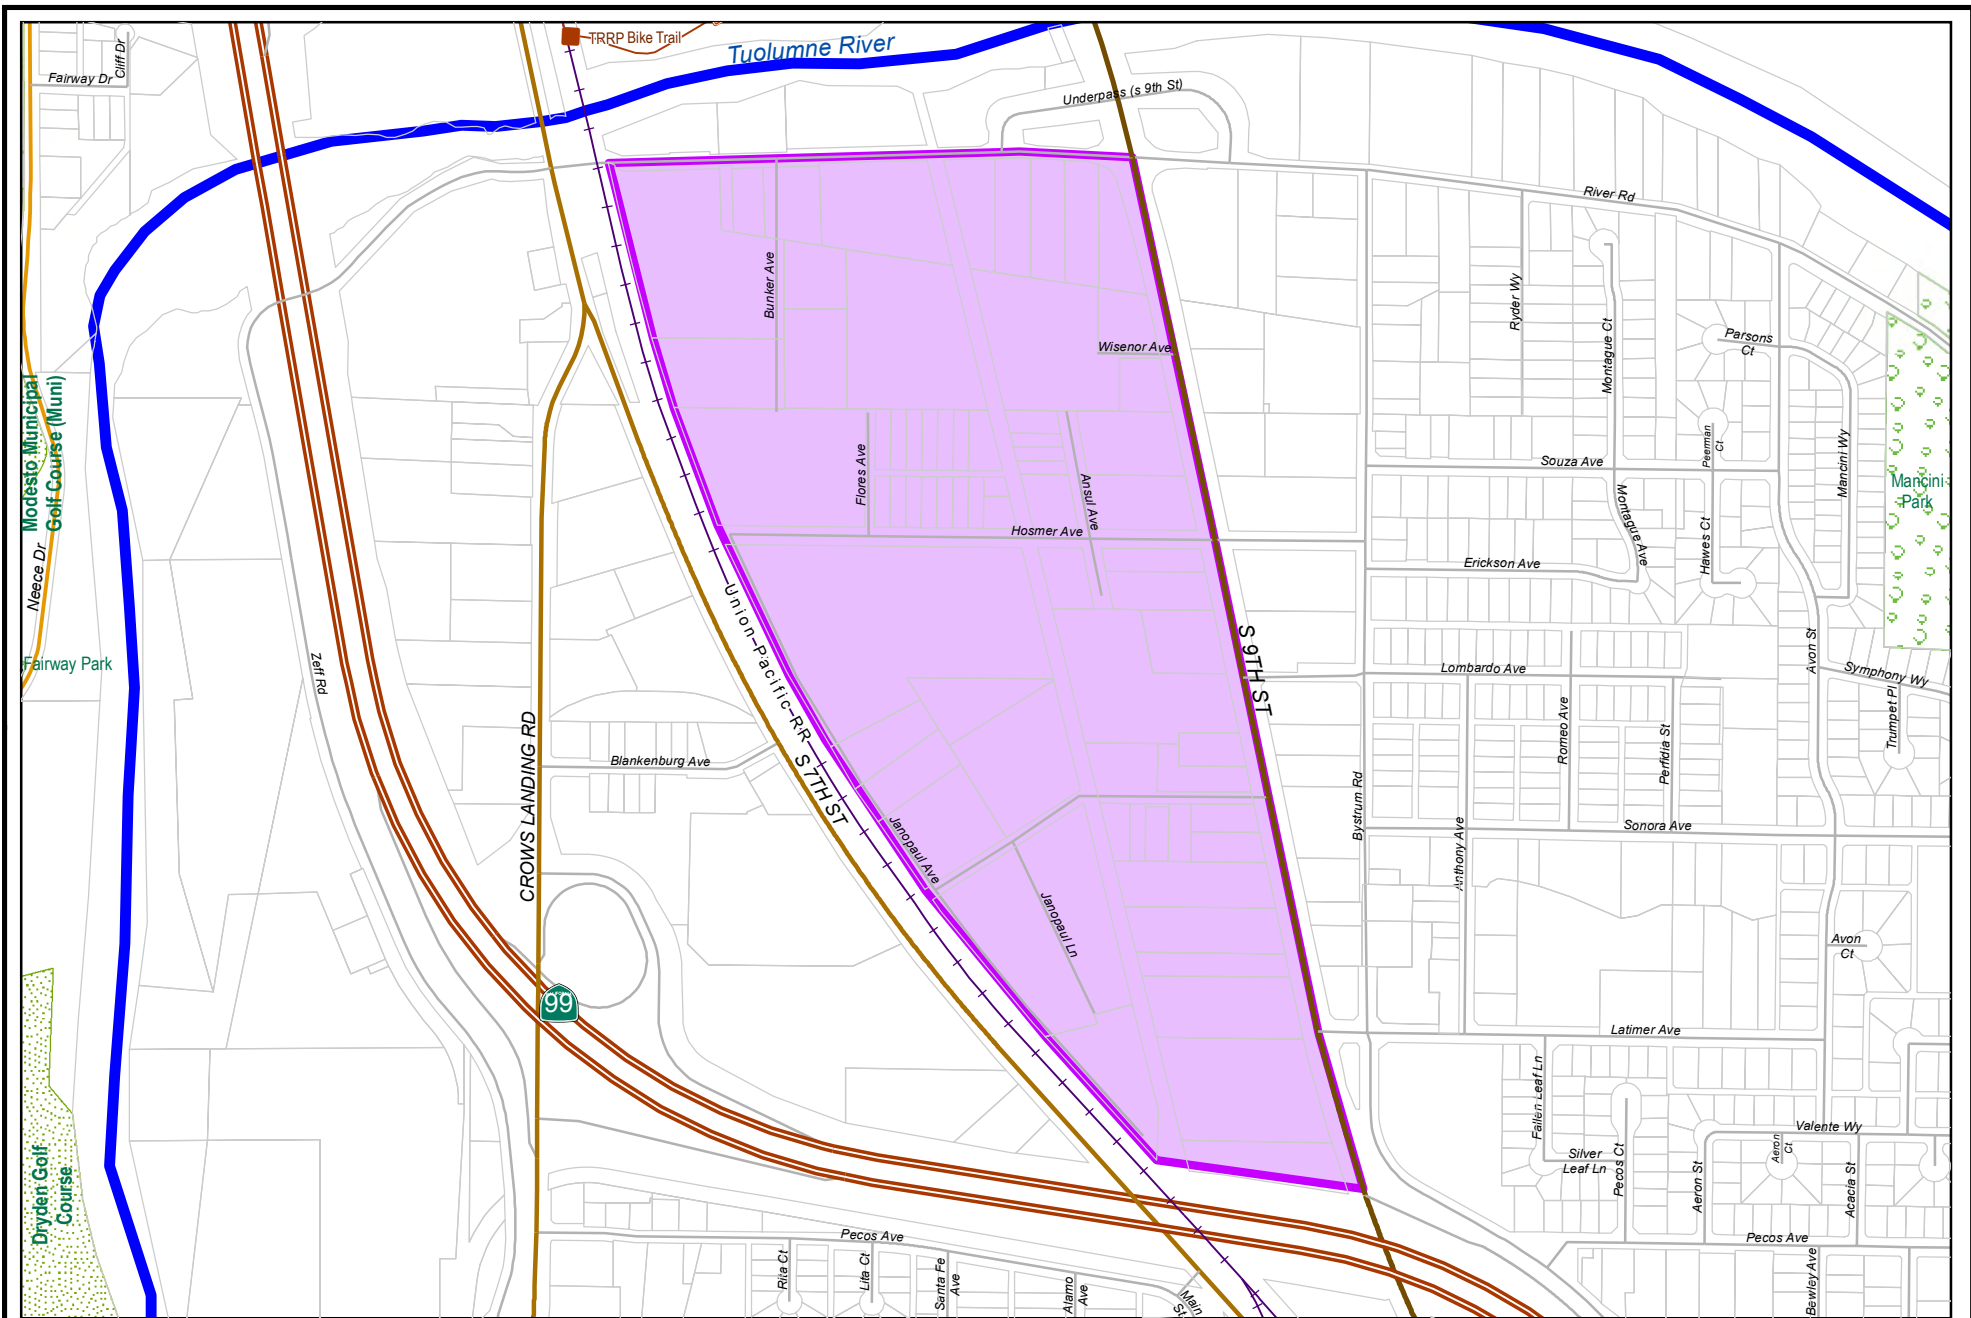 TRRP Bike Trail
Tuolumne River
Cliff Dr
Fairway Dr
Underpass (s 9th St)
River Rd
Bunker Ave
Ryder Wy
Montague Ct
Parsons
Ct
Wisenor Ave
Modesto Municipal
Golf Course (Muni)
Flores Ave
Ansul Ave
Hosmer Ave
Souza Ave
Peerman
Ct
Mancini Wy
Mancini
Park
Montague Ave
Hawes Ct
Erickson Ave
Neece Dr
Fairway Park
Zeff Rd
Union Pacific RR
S 9TH ST
Lombardo Ave
Avon St
Symphony Wy
Trumpet Pl
Romeo Ave
Perfidia St
CROWS LANDING RD
Blankenburg Ave
S 7TH ST
Bystrum Rd
Anthony Ave
Sonora Ave
Janopaul Ave
Janopaul Ln
Avon
Ct
99
Latimer Ave
Fallen Leaf Ln
Valente Wy
Silver
Leaf Ln
Pecos Ct
Aeron
Ct
Aeron St
Acacia St
Dryden Golf
Course
Pecos Ave
Pecos Ave
Rita Ct
Lita Ct
Santa Fe
Ave
Alamo
Ave
Main
St
Bewley Ave